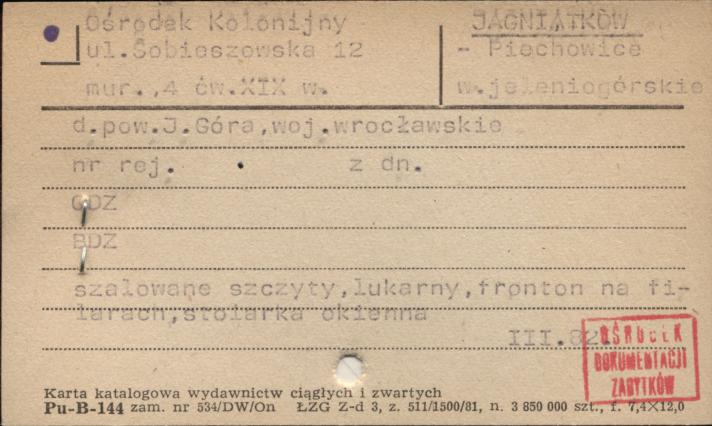 Ośrodek Kolonijny
ul.Sobieszowska 12
mur.,4 ćw.XIX w.
JAGNIĄTKÓW
- Piechowice
w.jeleniogórskie
d.pow.J.Góra,woj.wrocławskie
nr rej. z dn.
ODZ
BDZ
szalowane szczyty,lukarny,fronton na fi-
larach,stolarka okienna
III.82
OŚRODEK
DOKUMENTACJI
ZABYTKÓW
Karta katalogowa wydawnictw ciągłych i zwartych
Pu-B-144 zam. nr 534/DW/On ŁZG Z-d 3, z. 511/1500/81, n. 3 850 000 szt., f. 7,4×12,0